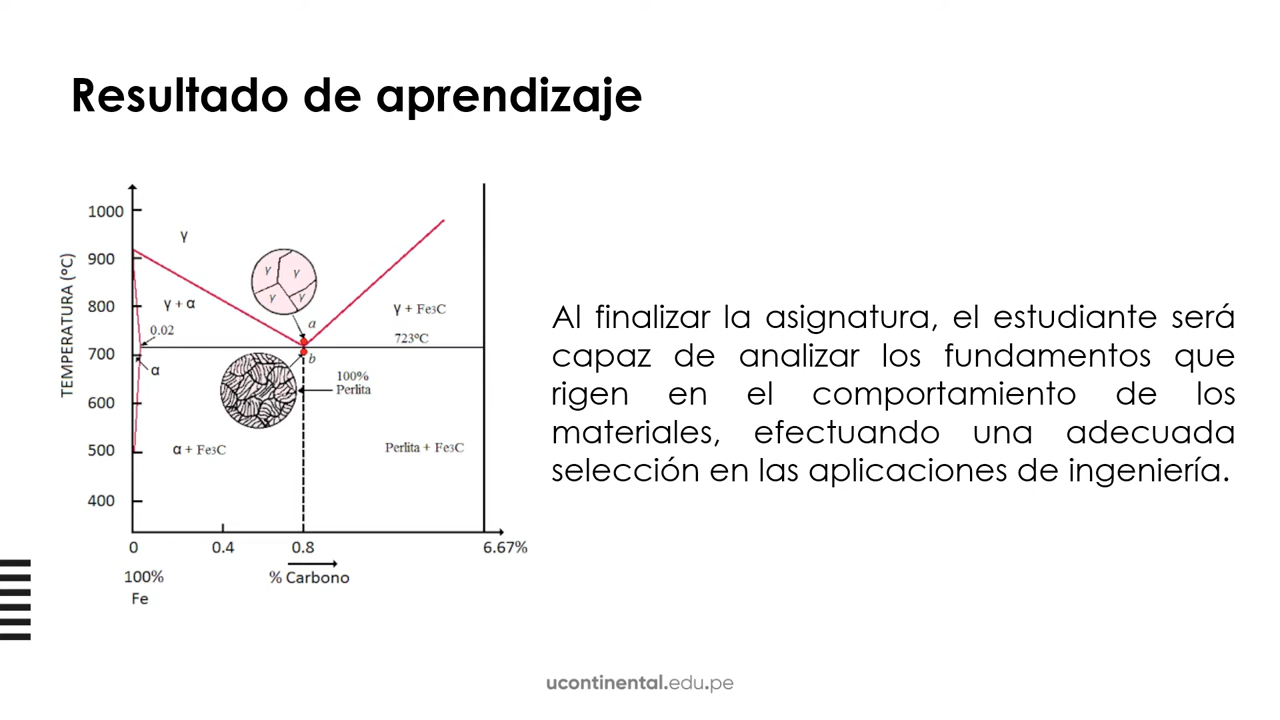 Resultado de aprendizaje
TEMPERATURA (ºC)
1000
900
800
700
600
500
400
γ
γ + α
0.02
α
γ γ
γ γ
a
b
γ + Fe3C
723ºC
100%
Perlita
α + Fe3C
Perlita + Fe3C
0 0.4 0.8 6.67%
100%
Fe
% Carbono
Al finalizar la asignatura, el estudiante será
capaz de analizar los fundamentos que
rigen en el comportamiento de los
materiales, efectuando una adecuada
selección en las aplicaciones de ingeniería.
ucontinental.edu.pe